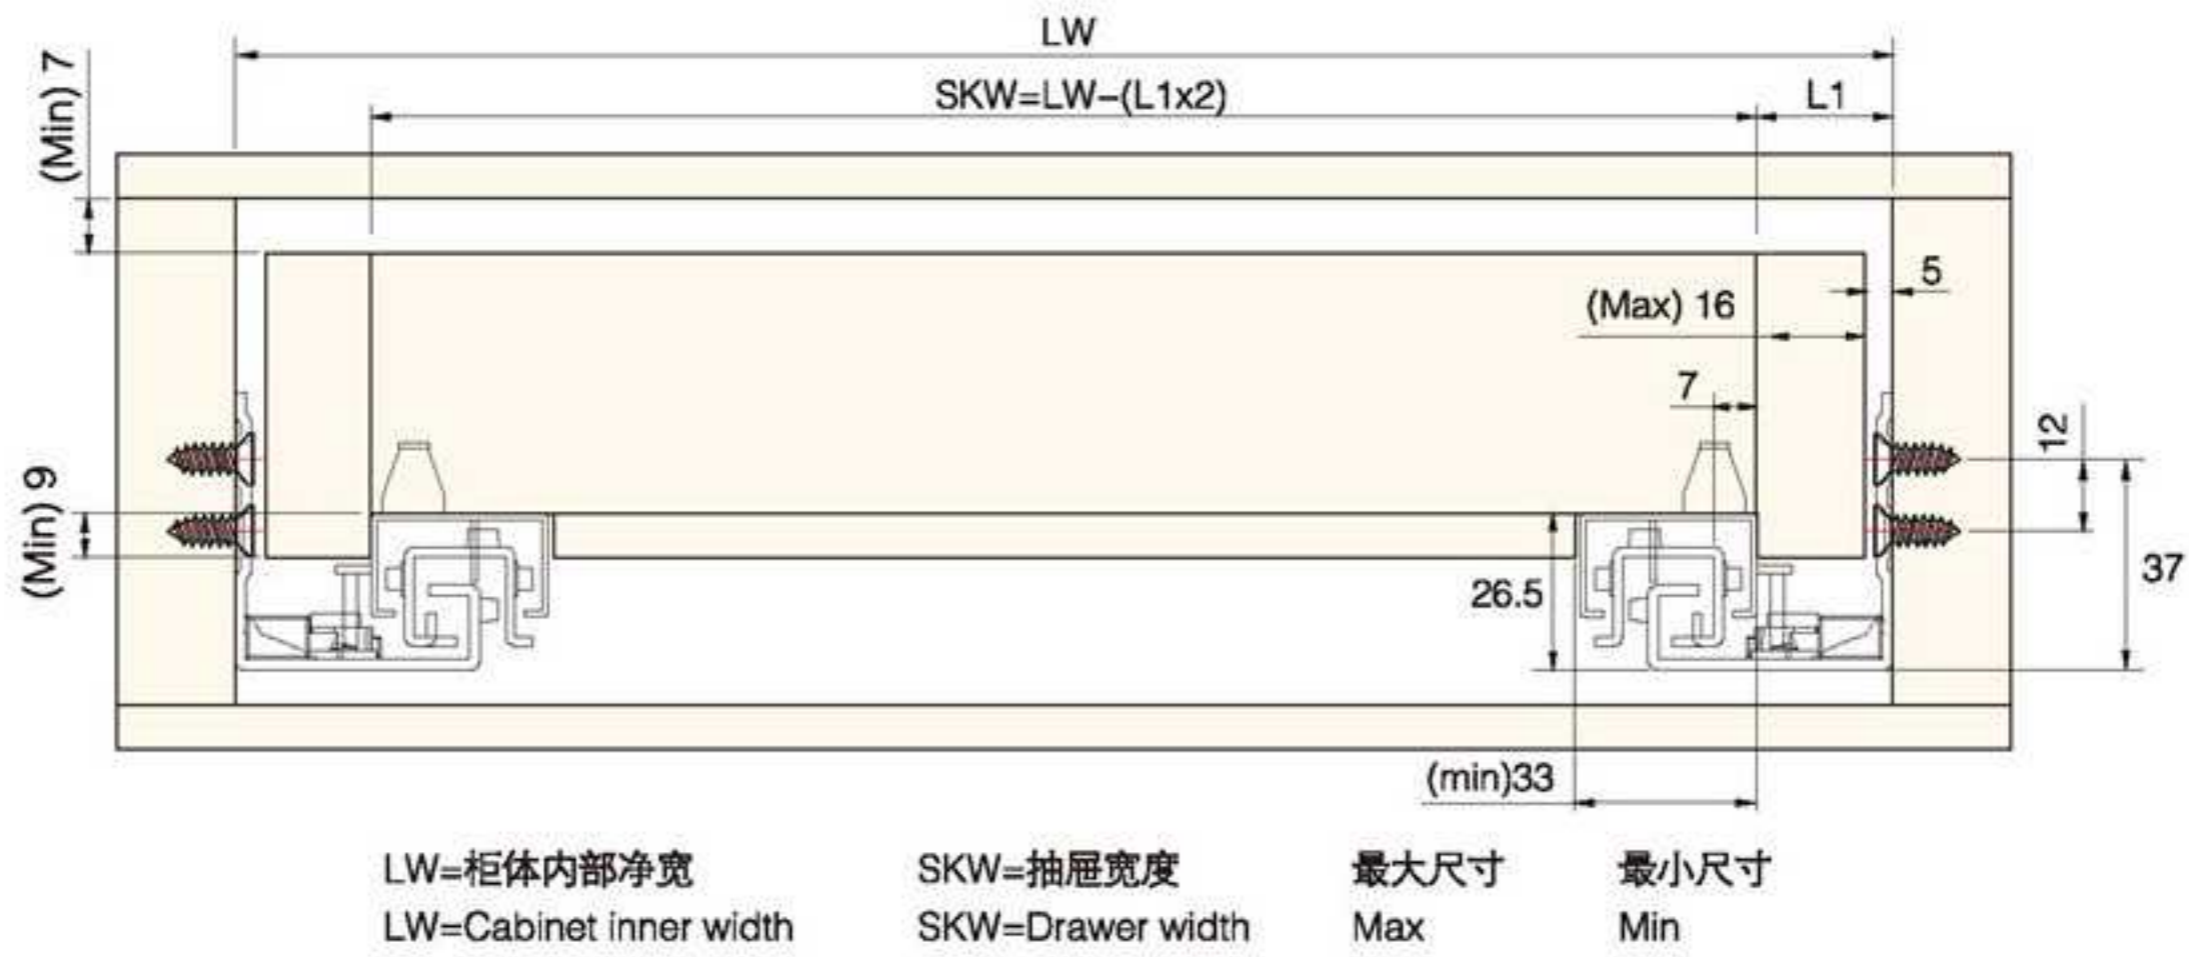 LW
SKW=LW-(L1x2)
L1
(Min) 7
5
(Max) 16
7
12
(Min) 9
26.5
37
(min)33
LW=柜体内部净宽
SKW=抽屉宽度
最大尺寸
最小尺寸
LW=Cabinet inner width
SKW=Drawer width
Max
Min